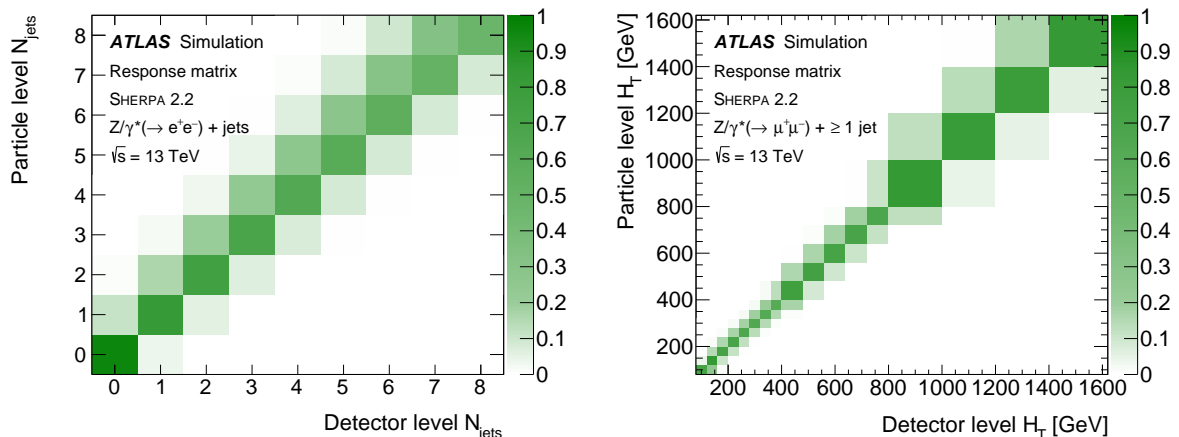 Particle level N_jets
8
7
6
5
4
3
2
1
0
ATLAS Simulation
Response matrix
SHERPA 2.2
Z/γ*(→ e⁺e⁻) + jets
√s = 13 TeV
0 1 2 3 4 5 6 7 8
Detector level N_jets
1
0.9
0.8
0.7
0.6
0.5
0.4
0.3
0.2
0.1
0
Particle level H_T [GeV]
1600
1400
1200
1000
800
600
400
200
ATLAS Simulation
Response matrix
SHERPA 2.2
Z/γ*(→ μ⁺μ⁻) + ≥ 1 jet
√s = 13 TeV
200 400 600 800 1000 1200 1400 1600
Detector level H_T [GeV]
1
0.9
0.8
0.7
0.6
0.5
0.4
0.3
0.2
0.1
0